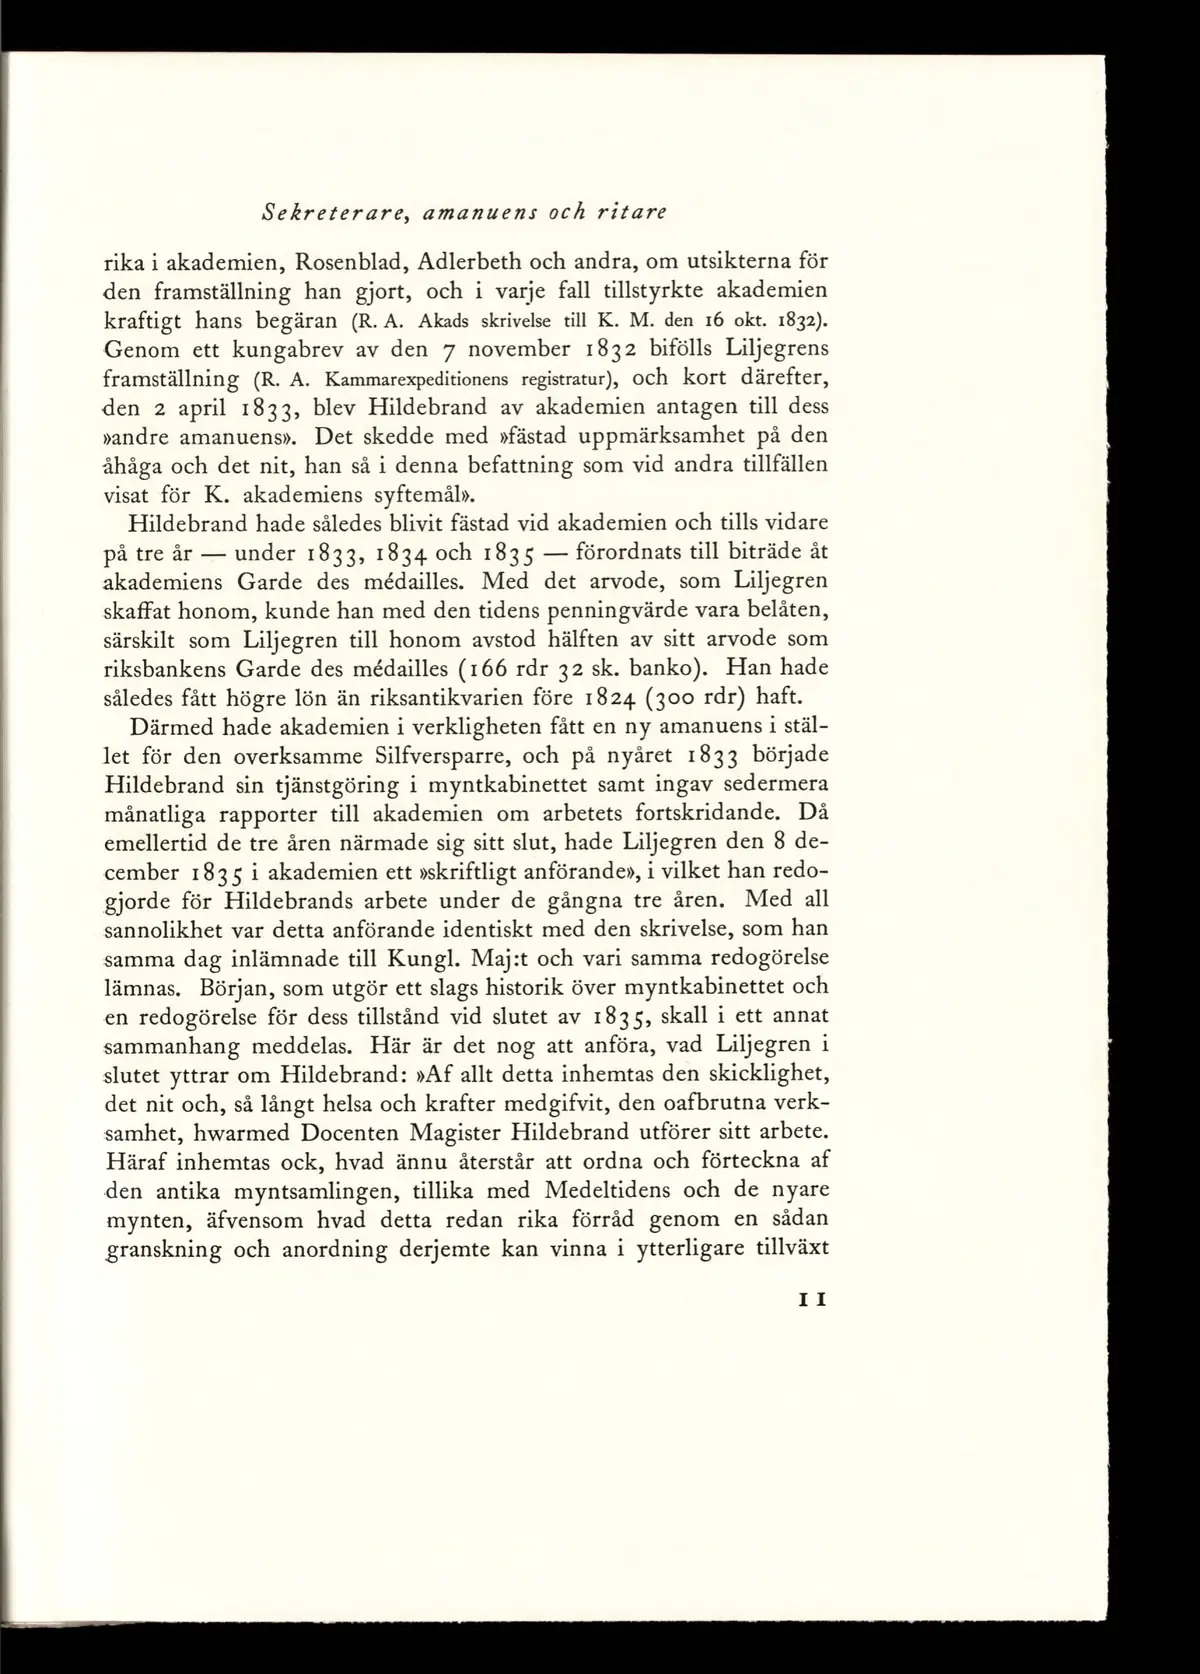 Sekreterare, amanuens och ritare
rika i akademien, Rosenblad, Adlerbeth och andra, om utsikterna för
den framställning han gjort, och i varje fall tillstyrkte akademien
kraftigt hans begäran (R. A. Akads skrivelse till K. M. den 16 okt. 1832).
Genom ett kungabrev av den 7 november 1832 bifölls Liljegrens
framställning (R. A. Kammarexpeditionens registratur), och kort därefter,
den 2 april 1833, blev Hildebrand av akademien antagen till dess
»andre amanuens». Det skedde med »fästad uppmärksamhet på den
åhåga och det nit, han så i denna befattning som vid andra tillfällen
visat för K. akademiens syftemål».
Hildebrand hade således blivit fästad vid akademien och tills vidare
på tre år — under 1833, 1834 och 1835 — förordnats till biträde åt
akademiens Garde des médailles. Med det arvode, som Liljegren
skaffat honom, kunde han med den tidens penningvärde vara belåten,
särskilt som Liljegren till honom avstod hälften av sitt arvode som
riksbankens Garde des médailles (166 rdr 32 sk. banko). Han hade
således fått högre lön än riksantikvarien före 1824 (300 rdr) haft.
Därmed hade akademien i verkligheten fått en ny amanuens i stäl-
let för den overksamme Silfversparre, och på nyåret 1833 började
Hildebrand sin tjänstgöring i myntkabinettet samt ingav sedermera
månatliga rapporter till akademien om arbetets fortskridande. Då
emellertid de tre åren närmade sig sitt slut, hade Liljegren den 8 de-
cember 1835 i akademien ett »skriftligt anförande», i vilket han redo-
gjorde för Hildebrands arbete under de gångna tre åren. Med all
sannolikhet var detta anförande identiskt med den skrivelse, som han
samma dag inlämnade till Kungl. Maj:t och vari samma redogörelse
lämnas. Början, som utgör ett slags historik över myntkabinettet och
en redogörelse för dess tillstånd vid slutet av 1835, skall i ett annat
sammanhang meddelas. Här är det nog att anföra, vad Liljegren i
slutet yttrar om Hildebrand: »Af allt detta inhemtas den skicklighet,
det nit och, så långt helsa och krafter medgifvit, den oafbrutna verk-
samhet, hwarmed Docenten Magister Hildebrand utförer sitt arbete.
Häraf inhemtas ock, hvad ännu återstår att ordna och förteckna af
den antika myntsamlingen, tillika med Medeltidens och de nyare
mynten, äfvensom hvad detta redan rika förråd genom en sådan
granskning och anordning derjemte kan vinna i ytterligare tillväxt
11